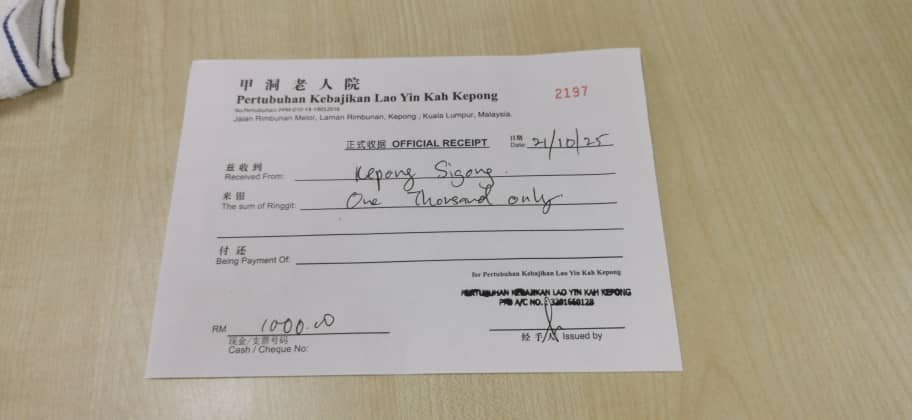 甲洞老人院
Pertubuhan Kebajikan Lao Yin Kah Kepong
2197
Jalan Rimbunan Melor, Laman Rimbunan, Kepong , Kuala Lumpur, Malaysia.
正式收据 OFFICIAL RECEIPT
日期
Date 21/10/25
兹收到
Received From: Kepong Sigong
来银
The sum of Ringgit: One Thousand only
付还
Being Payment Of:
for Pertubuhan Kebajikan Lao Yin Kah Kepong
PERTUBUHAN KEBAJIKAN LAO YIN KAH KEPONG
A/C NO. : 3201660128
RM 1000.00
现金/支票号码
Cash / Cheque No:
经手人 Issued by